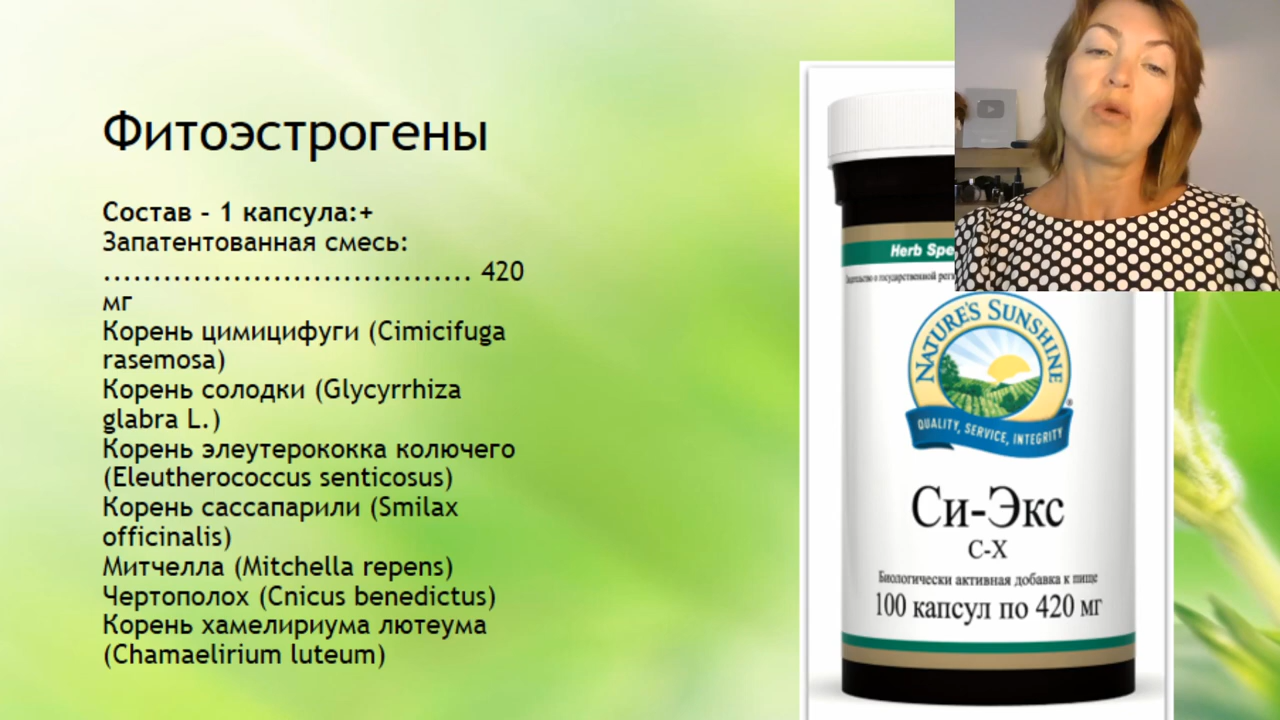 Фитоэстрогены
Состав - 1 капсула:+
Запатентованная смесь:
..................................... 420
мг
Корень цимицифуги (Cimicifuga
rasemosa)
Корень солодки (Glycyrrhiza
glabra L.)
Корень элеутерококка колючего
(Eleutherococcus senticosus)
Корень сассапарили (Smilax
officinalis)
Митчелла (Mitchella repens)
Чертополох (Cnicus benedictus)
Корень хамелириума лютеума
(Chamaelirium luteum)
Herb Spe
NATURE'S SUNSHINE
®
QUALITY, SERVICE, INTEGRITY
Си-Экс
C-X
Биологически активная добавка к пище
100 капсул по 420 мг